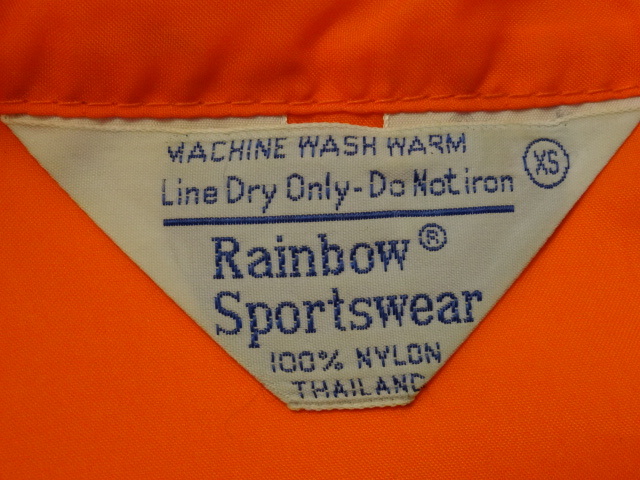 MACHINE WASH WARM
XS
Line Dry Only-Do Not iron
Rainbow®
Sportswear
100% NYLON
THAILAND